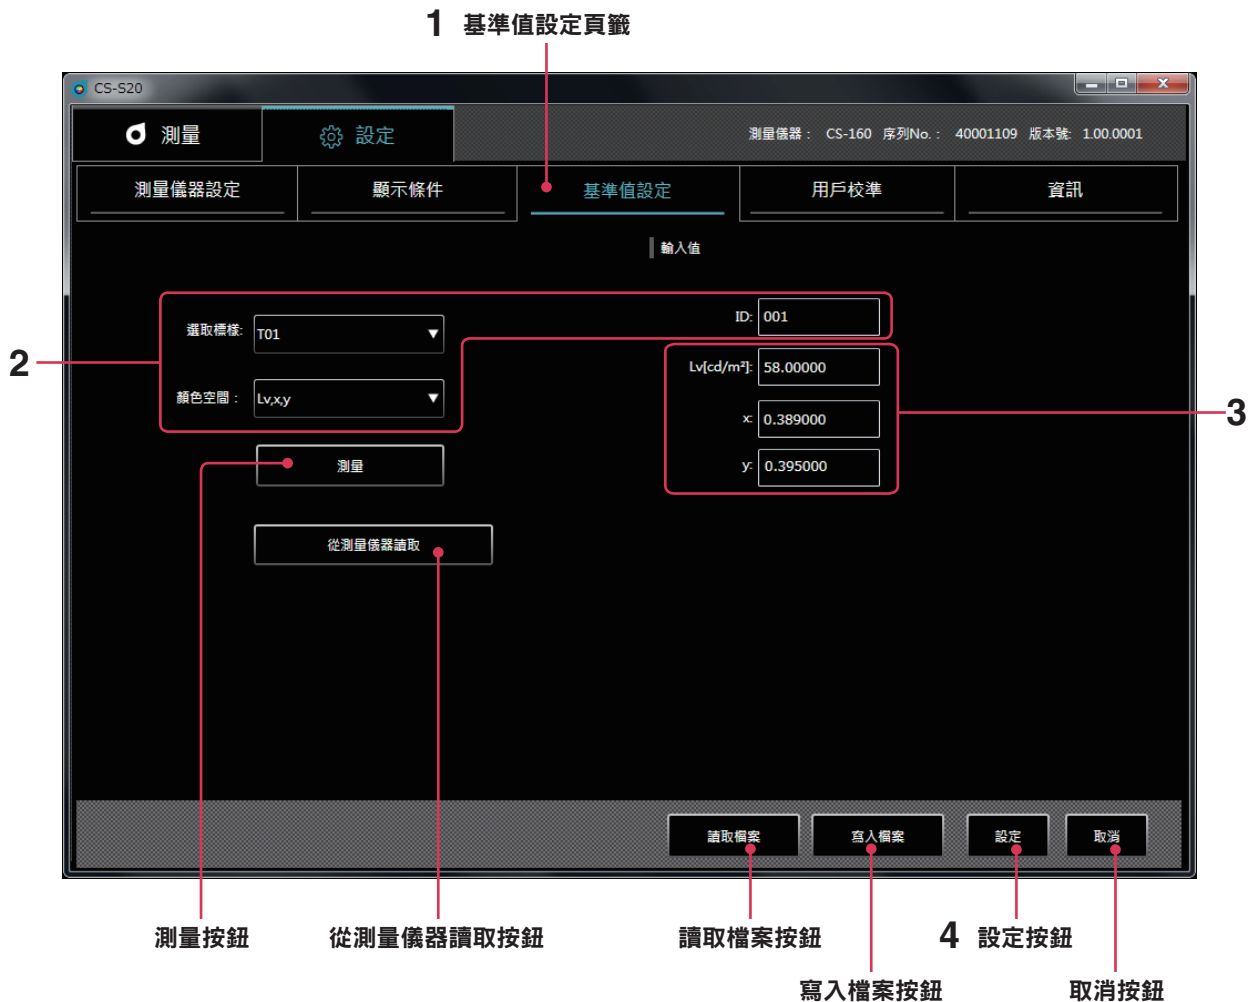 1 基準值設定頁籤
CS-S20
測量 設定 測量儀器： CS-160 序列No.： 40001109 版本號: 1.00.0001
測量儀器設定 顯示條件 基準值設定 用戶校準 資訊
輸入值
選取標樣: T01 ID: 001
2
Lv[cd/m²]: 58.00000
顏色空間： Lv,x,y
x: 0.389000
3
測量 y: 0.395000
從測量儀器讀取
讀取檔案 寫入檔案 設定 取消
測量按鈕 從測量儀器讀取按鈕 讀取檔案按鈕 4 設定按鈕
寫入檔案按鈕 取消按鈕